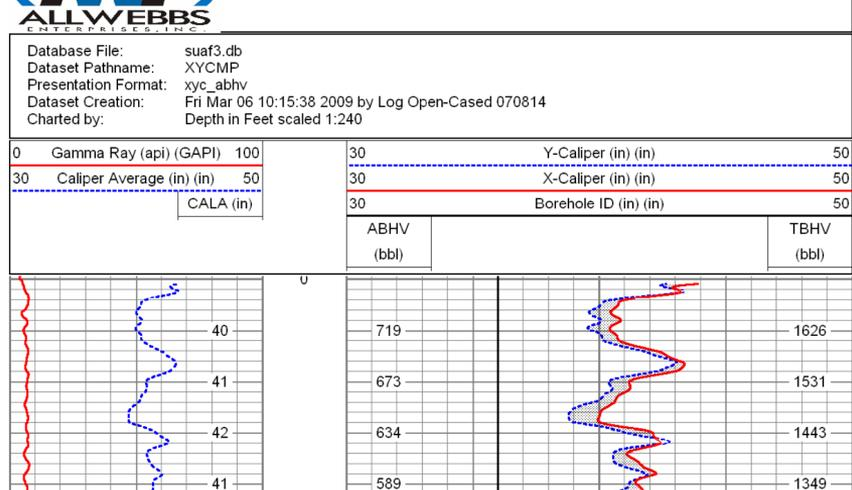 ALLWEBBS
ENTERPRISES, INC.
Database File: suaf3.db
Dataset Pathname: XYCMP
Presentation Format: xyc_abhv
Dataset Creation: Fri Mar 06 10:15:38 2009 by Log Open-Cased 070814
Charted by: Depth in Feet scaled 1:240
0 Gamma Ray (api) (GAPI) 100 30 Y-Caliper (in) (in) 50
30 Caliper Average (in) (in) 50 30 X-Caliper (in) (in) 50
CALA (in) 30 Borehole ID (in) (in) 50
ABHV TBHV
(bbl) (bbl)
0
40 719 1626
41 673 1531
42 634 1443
41 589 1349